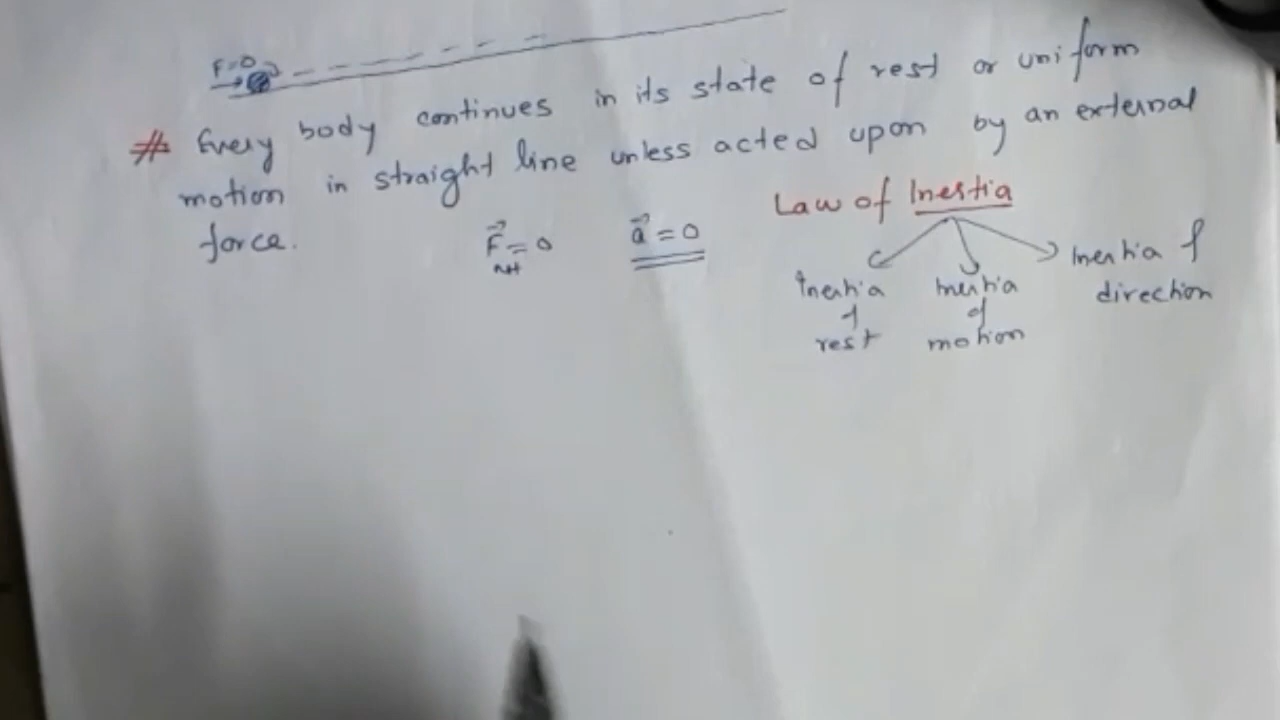 F=0
# Every body continues in its state of rest or uniform
motion in straight line unless acted upon by an external
force.
F⃗net = 0
a⃗ = 0
Law of Inertia
Inertia
of
rest
Inertia
of
motion
Inertia of
direction